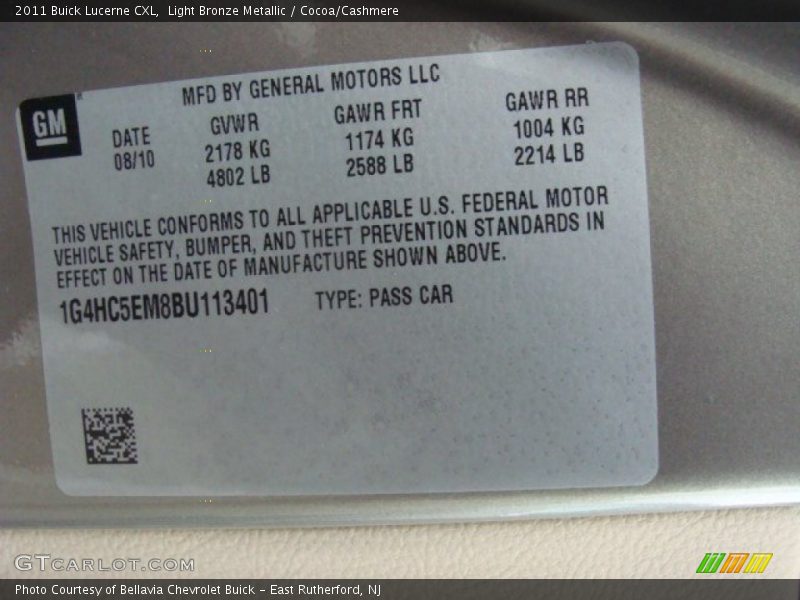 2011 Buick Lucerne CXL,  Light Bronze Metallic / Cocoa/Cashmere
MFD BY GENERAL MOTORS LLC
GM
DATE GVWR GAWR FRT GAWR RR
08/10 2178 KG 1174 KG 1004 KG
4802 LB 2588 LB 2214 LB
THIS VEHICLE CONFORMS TO ALL APPLICABLE U.S. FEDERAL MOTOR
VEHICLE SAFETY, BUMPER, AND THEFT PREVENTION STANDARDS IN
EFFECT ON THE DATE OF MANUFACTURE SHOWN ABOVE.
1G4HC5EM8BU113401 TYPE: PASS CAR
GTCARLOT.COM
Photo Courtesy of Bellavia Chevrolet Buick – East Rutherford, NJ